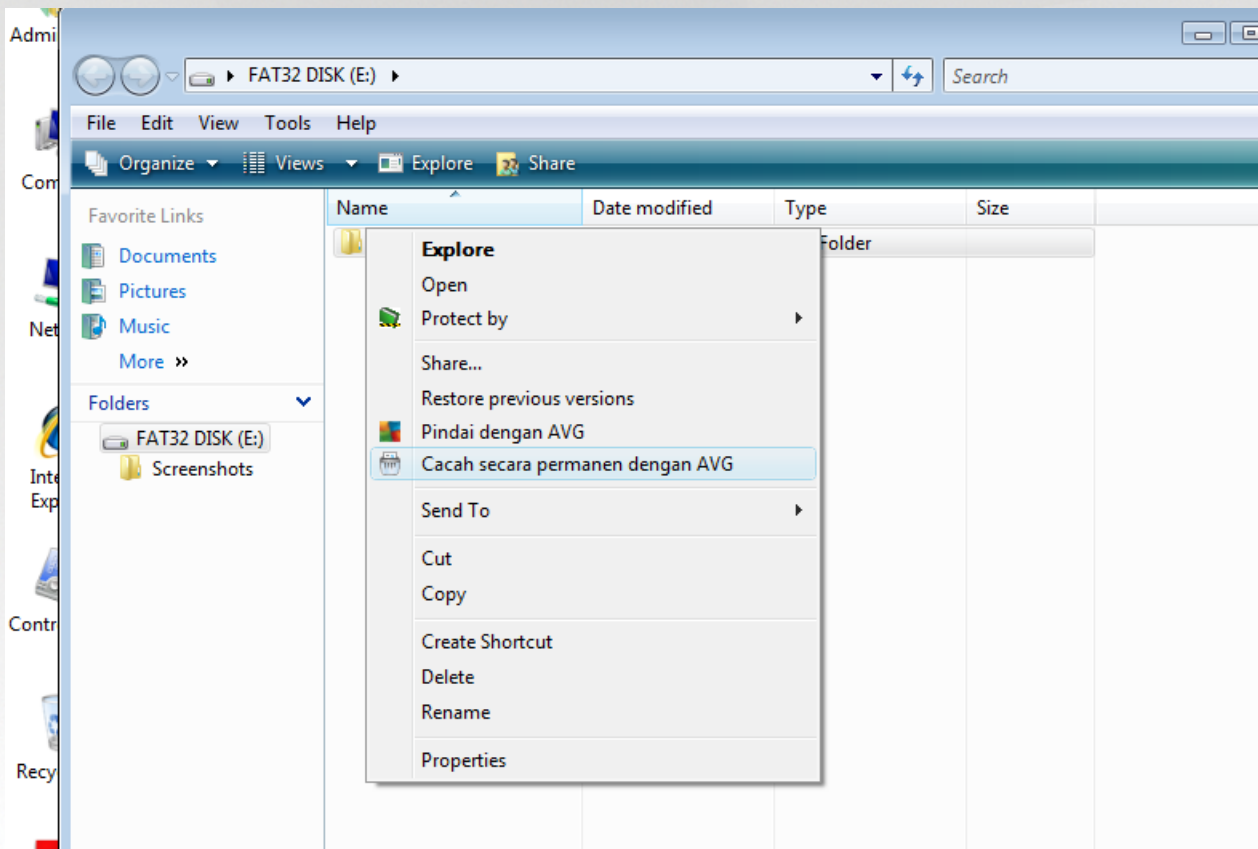 Admi
FAT32 DISK (E:)
Search
File Edit View Tools Help
Organize Views Explore Share
Com
Favorite Links
Name Date modified Type Size
Folder
Documents
Pictures
Music
More »
Net
Folders
FAT32 DISK (E:)
Screenshots
Inte
Exp
Contr
Recy
Explore
Open
Protect by
Share...
Restore previous versions
Pindai dengan AVG
Cacah secara permanen dengan AVG
Send To
Cut
Copy
Create Shortcut
Delete
Rename
Properties